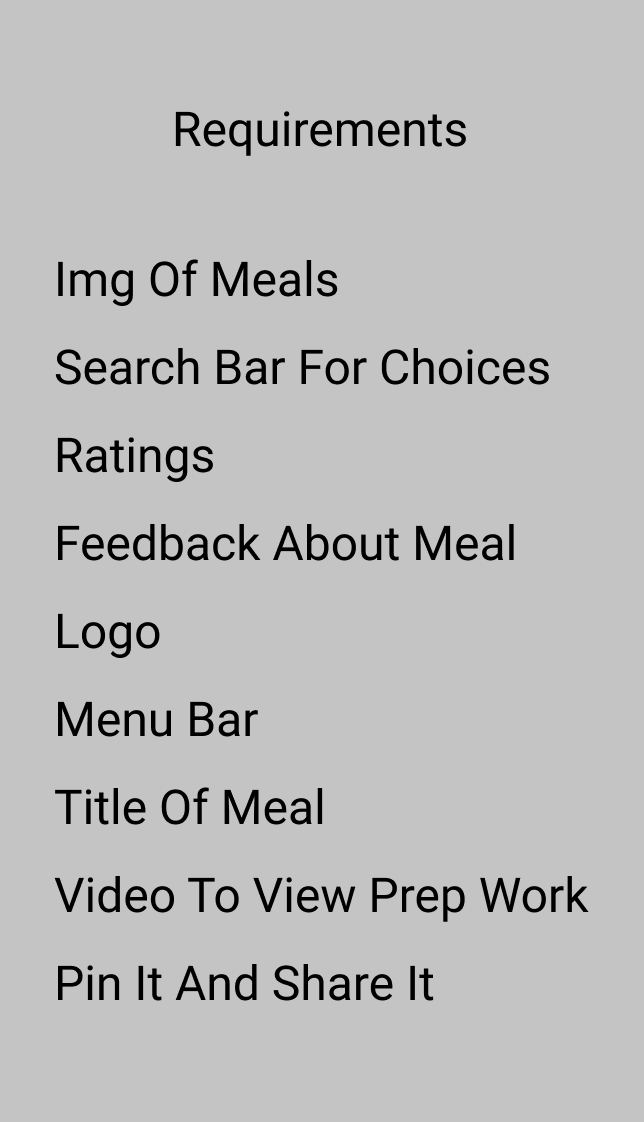 Requirements
Img Of Meals
Search Bar For Choices
Ratings
Feedback About Meal
Logo
Menu Bar
Title Of Meal
Video To View Prep Work
Pin It And Share It